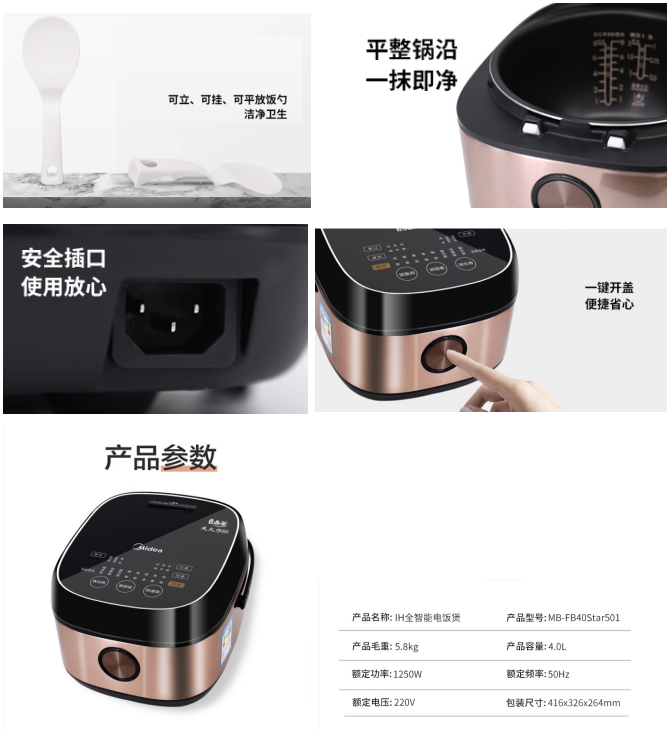 可立、可挂、可平放饭勺
洁净卫生
平整锅沿
一抹即净
安全插口
使用放心
一键开盖
便捷省心
产品参数
Midea
产品名称: IH全智能电饭煲
产品型号: MB-FB40Star501
产品毛重: 5.8kg
产品容量: 4.0L
额定功率: 1250W
额定频率: 50Hz
额定电压: 220V
包装尺寸: 416x326x264mm